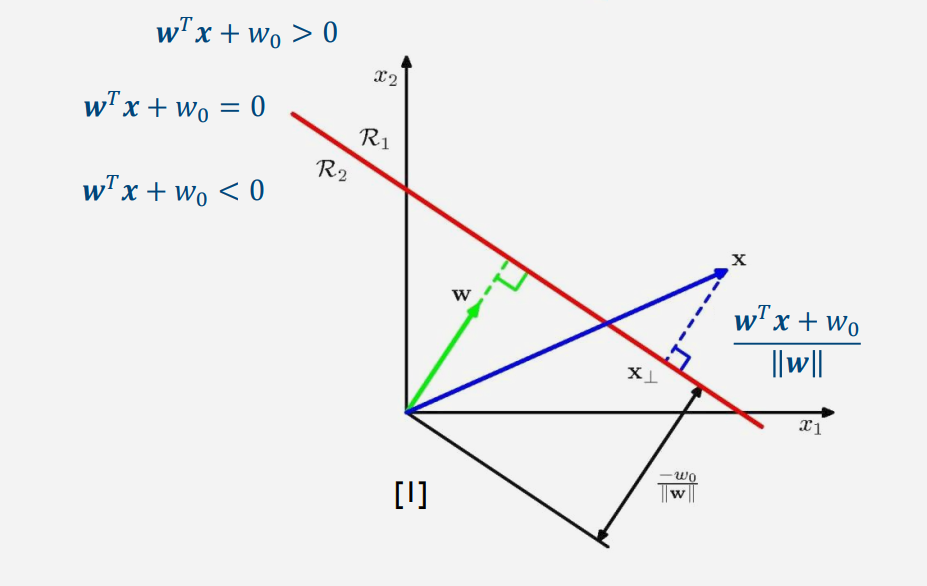 wᵀx + w₀ > 0
x₂
wᵀx + w₀ = 0
R₁
R₂
wᵀx + w₀ < 0
x
w
wᵀx + w₀
‖w‖
x⊥
x₁
−w₀
‖w‖
[I]